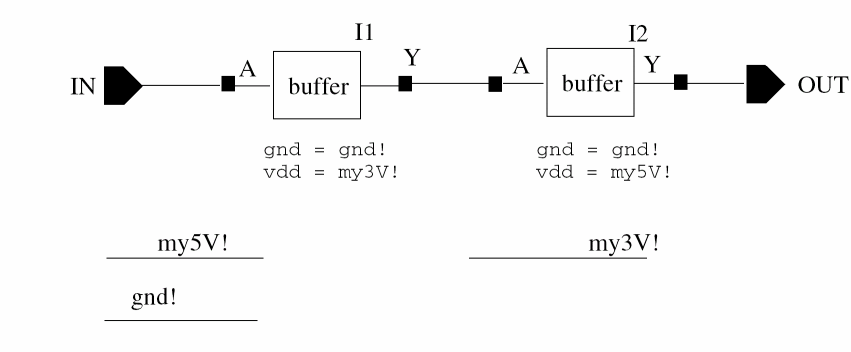 I1
I2
IN
A
buffer
Y
A
buffer
Y
OUT
gnd = gnd!
vdd = my3V!
gnd = gnd!
vdd = my5V!
my5V!
my3V!
gnd!